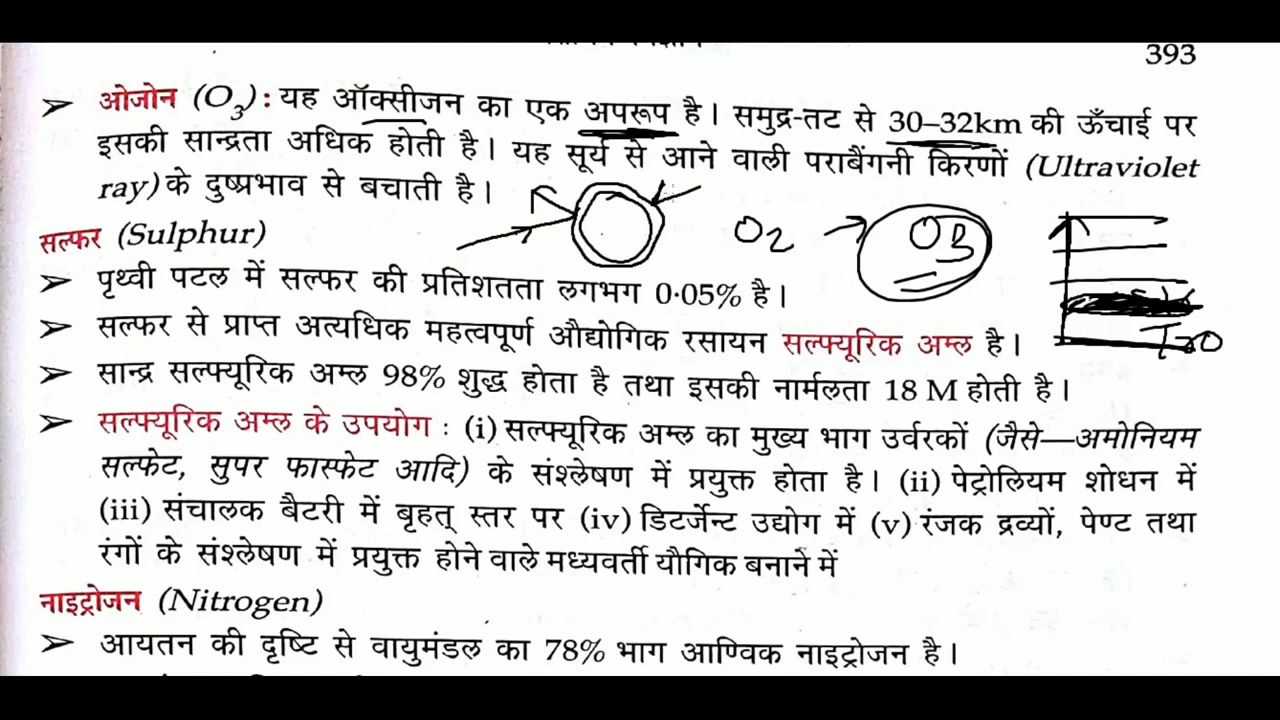 393
➢ ओजोन (O₃) : यह ऑक्सीजन का एक अपरूप है। समुद्र-तट से 30–32km की ऊँचाई पर
इसकी सान्द्रता अधिक होती है। यह सूर्य से आने वाली पराबैंगनी किरणों (Ultraviolet
ray) के दुष्प्रभाव से बचाती है।
O₂ → O3
सल्फर (Sulphur)
➢ पृथ्वी पटल में सल्फर की प्रतिशतता लगभग 0·05% है।
➢ सल्फर से प्राप्त अत्यधिक महत्वपूर्ण औद्योगिक रसायन सल्फ्यूरिक अम्ल है।
➢ सान्द्र सल्फ्यूरिक अम्ल 98% शुद्ध होता है तथा इसकी नार्मलता 18 M होती है।
➢ सल्फ्यूरिक अम्ल के उपयोग : (i) सल्फ्यूरिक अम्ल का मुख्य भाग उर्वरकों (जैसे—अमोनियम
सल्फेट, सुपर फास्फेट आदि) के संश्लेषण में प्रयुक्त होता है। (ii) पेट्रोलियम शोधन में
(iii) संचालक बैटरी में बृहत् स्तर पर (iv) डिटर्जेन्ट उद्योग में (v) रंजक द्रव्यों, पेण्ट तथा
रंगों के संश्लेषण में प्रयुक्त होने वाले मध्यवर्ती यौगिक बनाने में
नाइट्रोजन (Nitrogen)
➢ आयतन की दृष्टि से वायुमंडल का 78% भाग आण्विक नाइट्रोजन है।